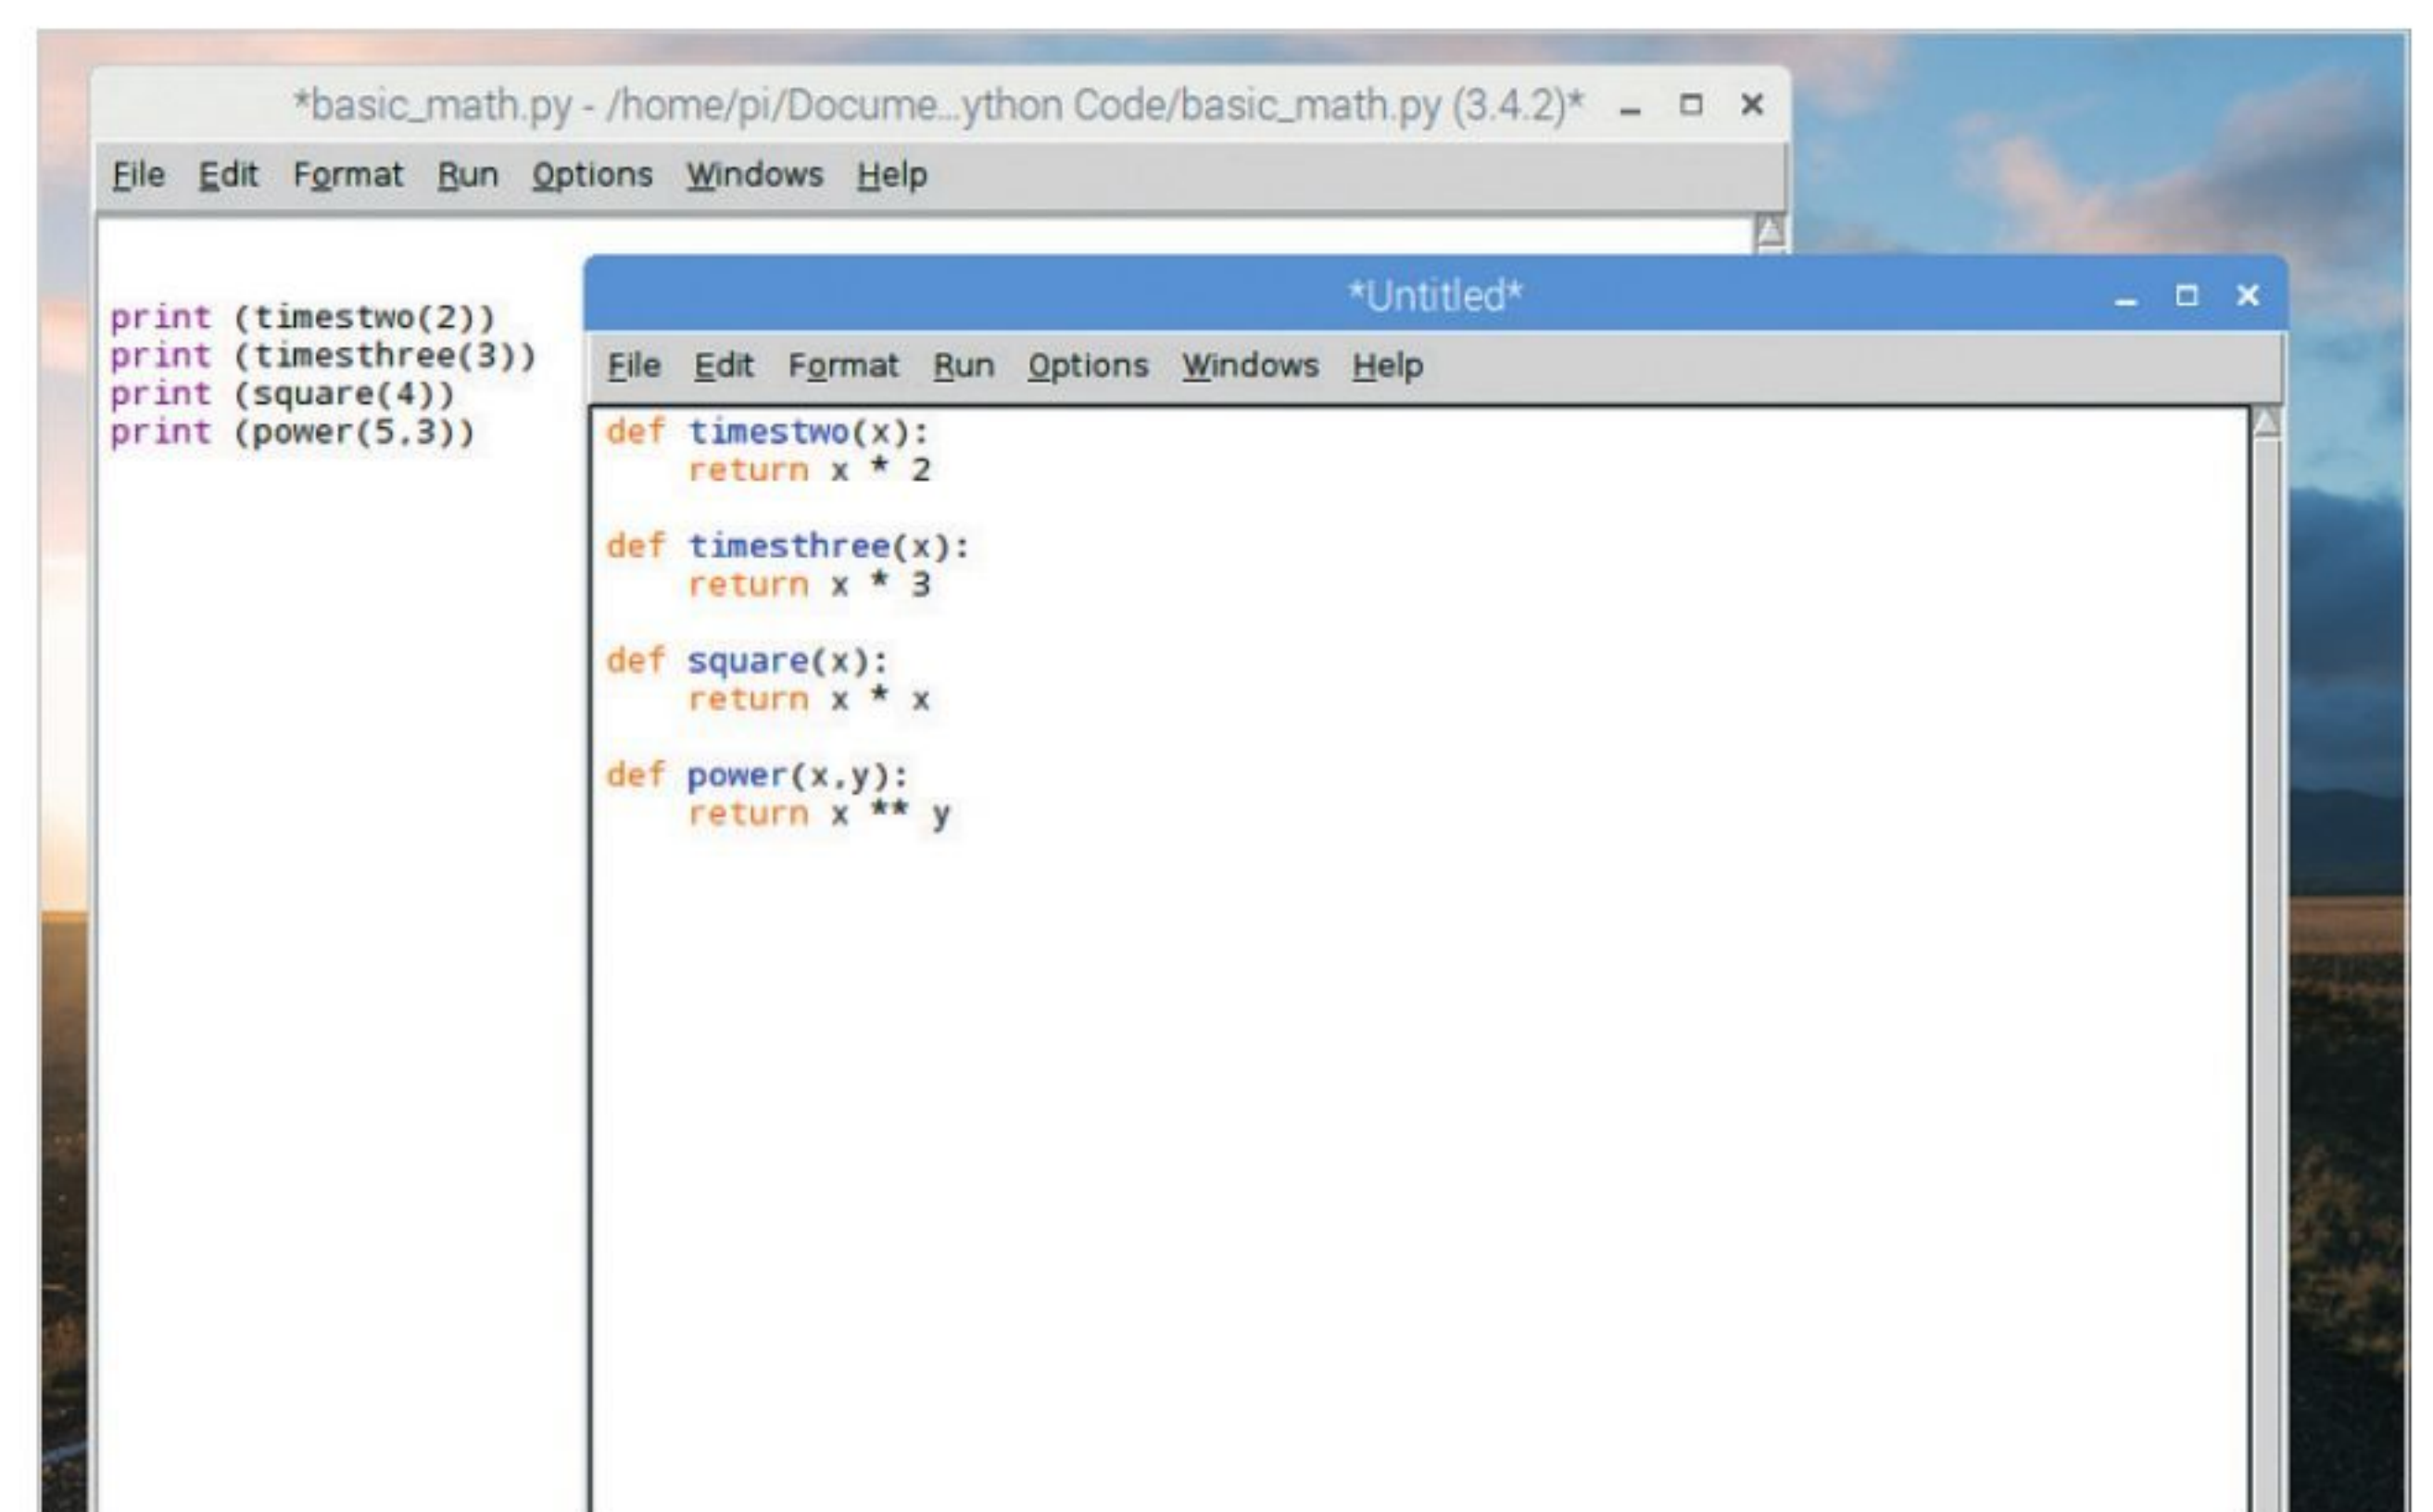 *basic_math.py - /home/pi/Docume...ython Code/basic_math.py (3.4.2)*
File Edit Format Run Options Windows Help
print (timestwo(2))
print (timesthree(3))
print (square(4))
print (power(5,3))
*Untitled*
File Edit Format Run Options Windows Help
def timestwo(x):
    return x * 2
def timesthree(x):
    return x * 3
def square(x):
    return x * x
def power(x,y):
    return x ** y